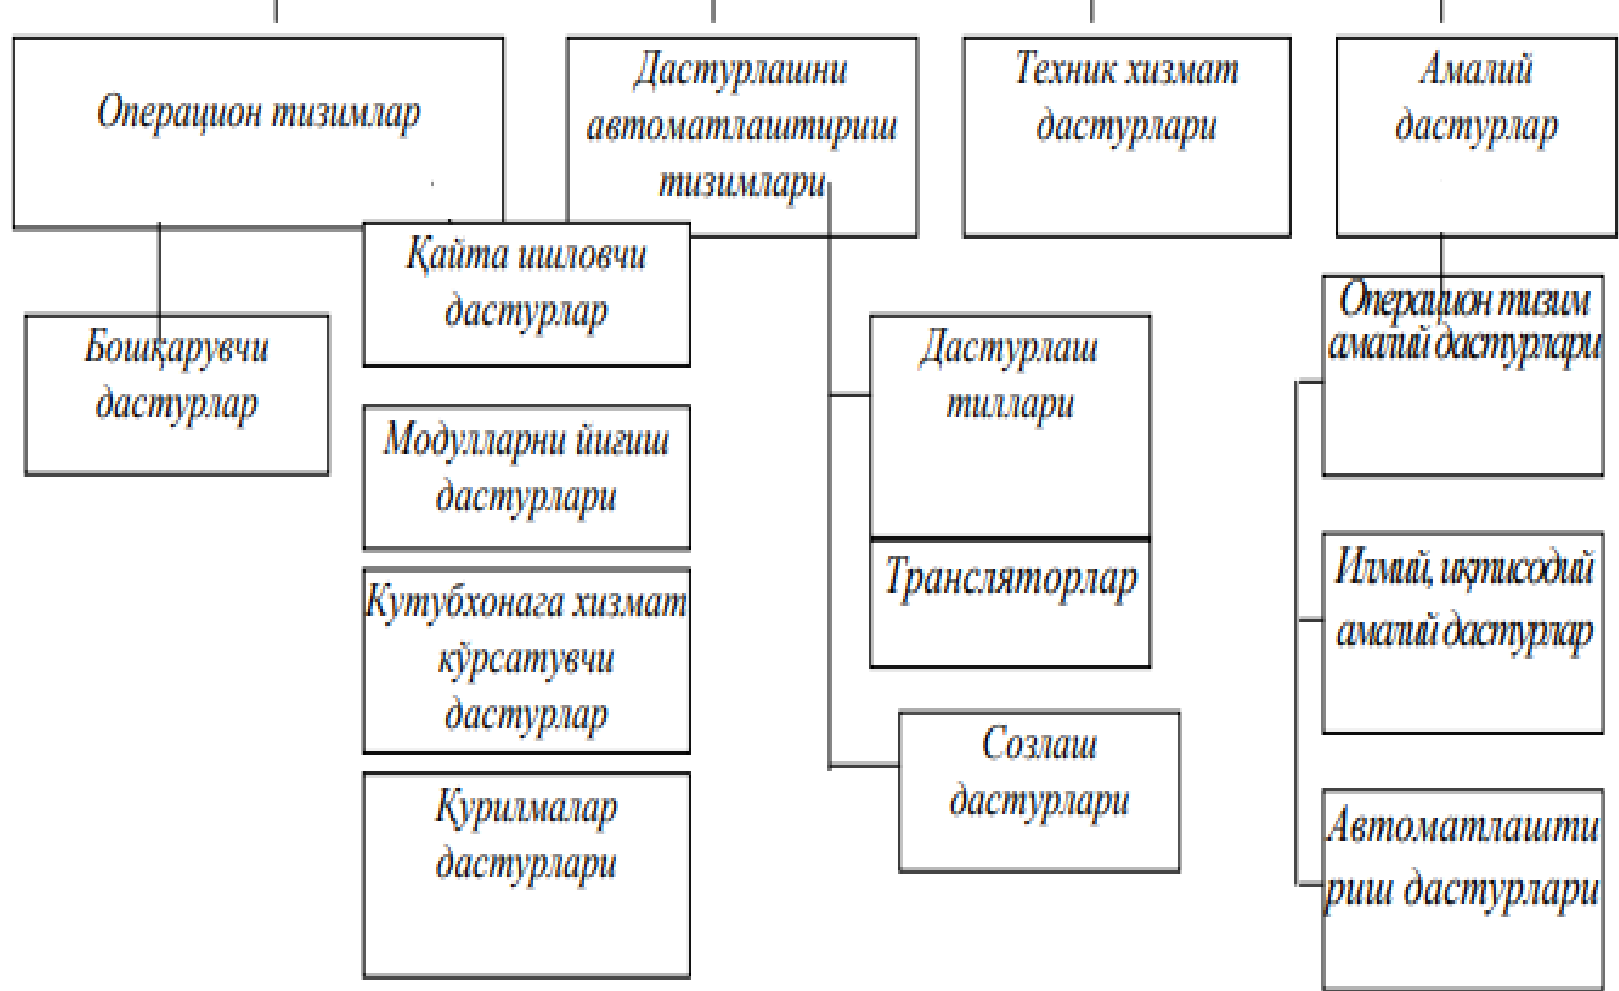 Операцион тизимлар
Дастурлашни
автоматлаштириш
тизимлари
Техник хизмат
дастурлари
Амалий
дастурлар
Бошқарувчи
дастурлар
Қайта ишловчи
дастурлар
Модулларни йиғиш
дастурлари
Кутубхонага хизмат
кўрсатувчи
дастурлар
Қурилмалар
дастурлари
Дастурлаш
тиллари
Трансляторлар
Созлаш
дастурлари
Операцион тизим
амалий дастурлари
Илмий, иқтисодий
амалий дастурлар
Автоматлашти
риш дастурлари